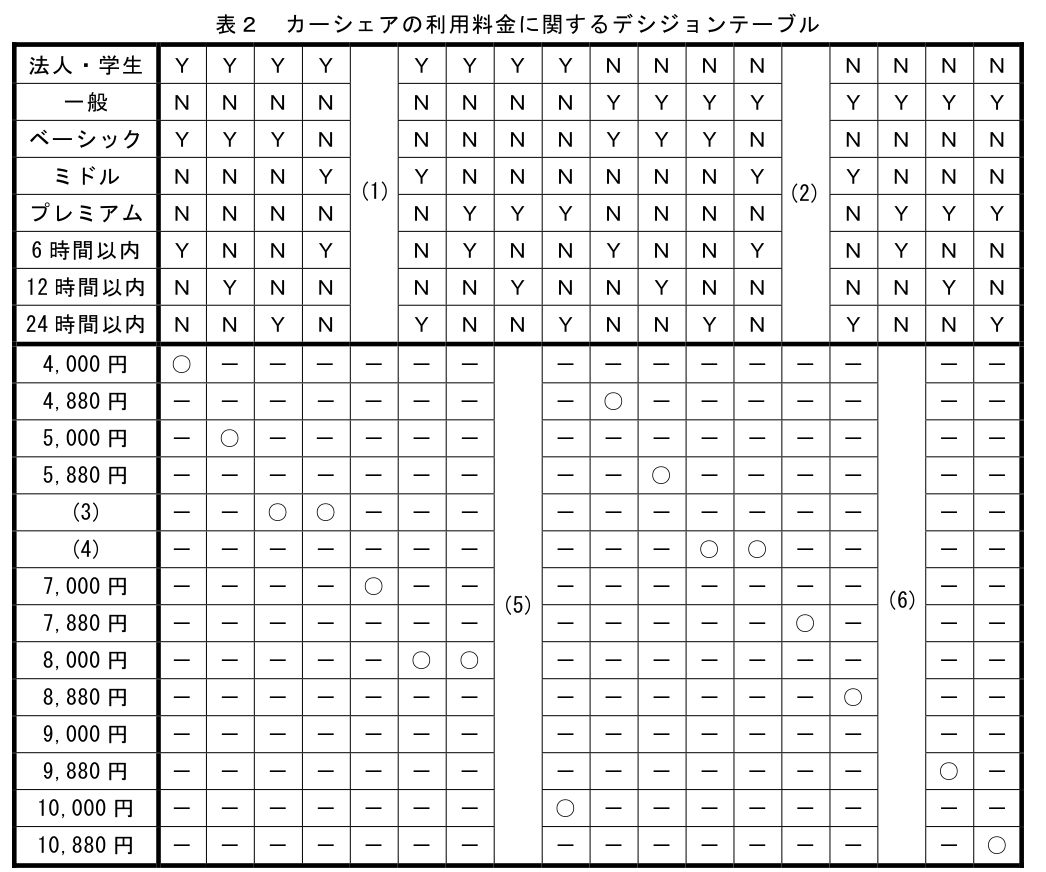 表２　カーシェアの利用料金に関するデシジョンテーブル
法人・学生 Y Y Y Y (1) Y Y Y Y N N N N (2) N N N N
一般 N N N N N N N N Y Y Y Y Y Y Y Y
ベーシック Y Y Y N N N N N Y Y Y N N N N N
ミドル N N N Y Y N N N N N N Y Y N N N
プレミアム N N N N N Y Y Y N N N N N Y Y Y
6時間以内 Y N N Y N Y N N Y N N Y N Y N N
12時間以内 N Y N N N N Y N N Y N N N N Y N
24時間以内 N N Y N Y N N Y N N Y N Y N N Y
4,000円 ○ － － － － － － (5) － － － － － － － (6) － －
4,880円 － － － － － － － － ○ － － － － － － －
5,000円 － ○ － － － － － － － － － － － － － －
5,880円 － － － － － － － － － ○ － － － － － －
(3) － － ○ ○ － － － － － － － － － － － －
(4) － － － － － － － － － － ○ ○ － － － －
7,000円 － － － － ○ － － － － － － － － － － －
7,880円 － － － － － － － － － － － － ○ － － －
8,000円 － － － － － ○ ○ － － － － － － － － －
8,880円 － － － － － － － － － － － － － ○ － －
9,000円 － － － － － － － － － － － － － － － －
9,880円 － － － － － － － － － － － － － － ○ －
10,000円 － － － － － － － ○ － － － － － － － －
10,880円 － － － － － － － － － － － － － － － ○